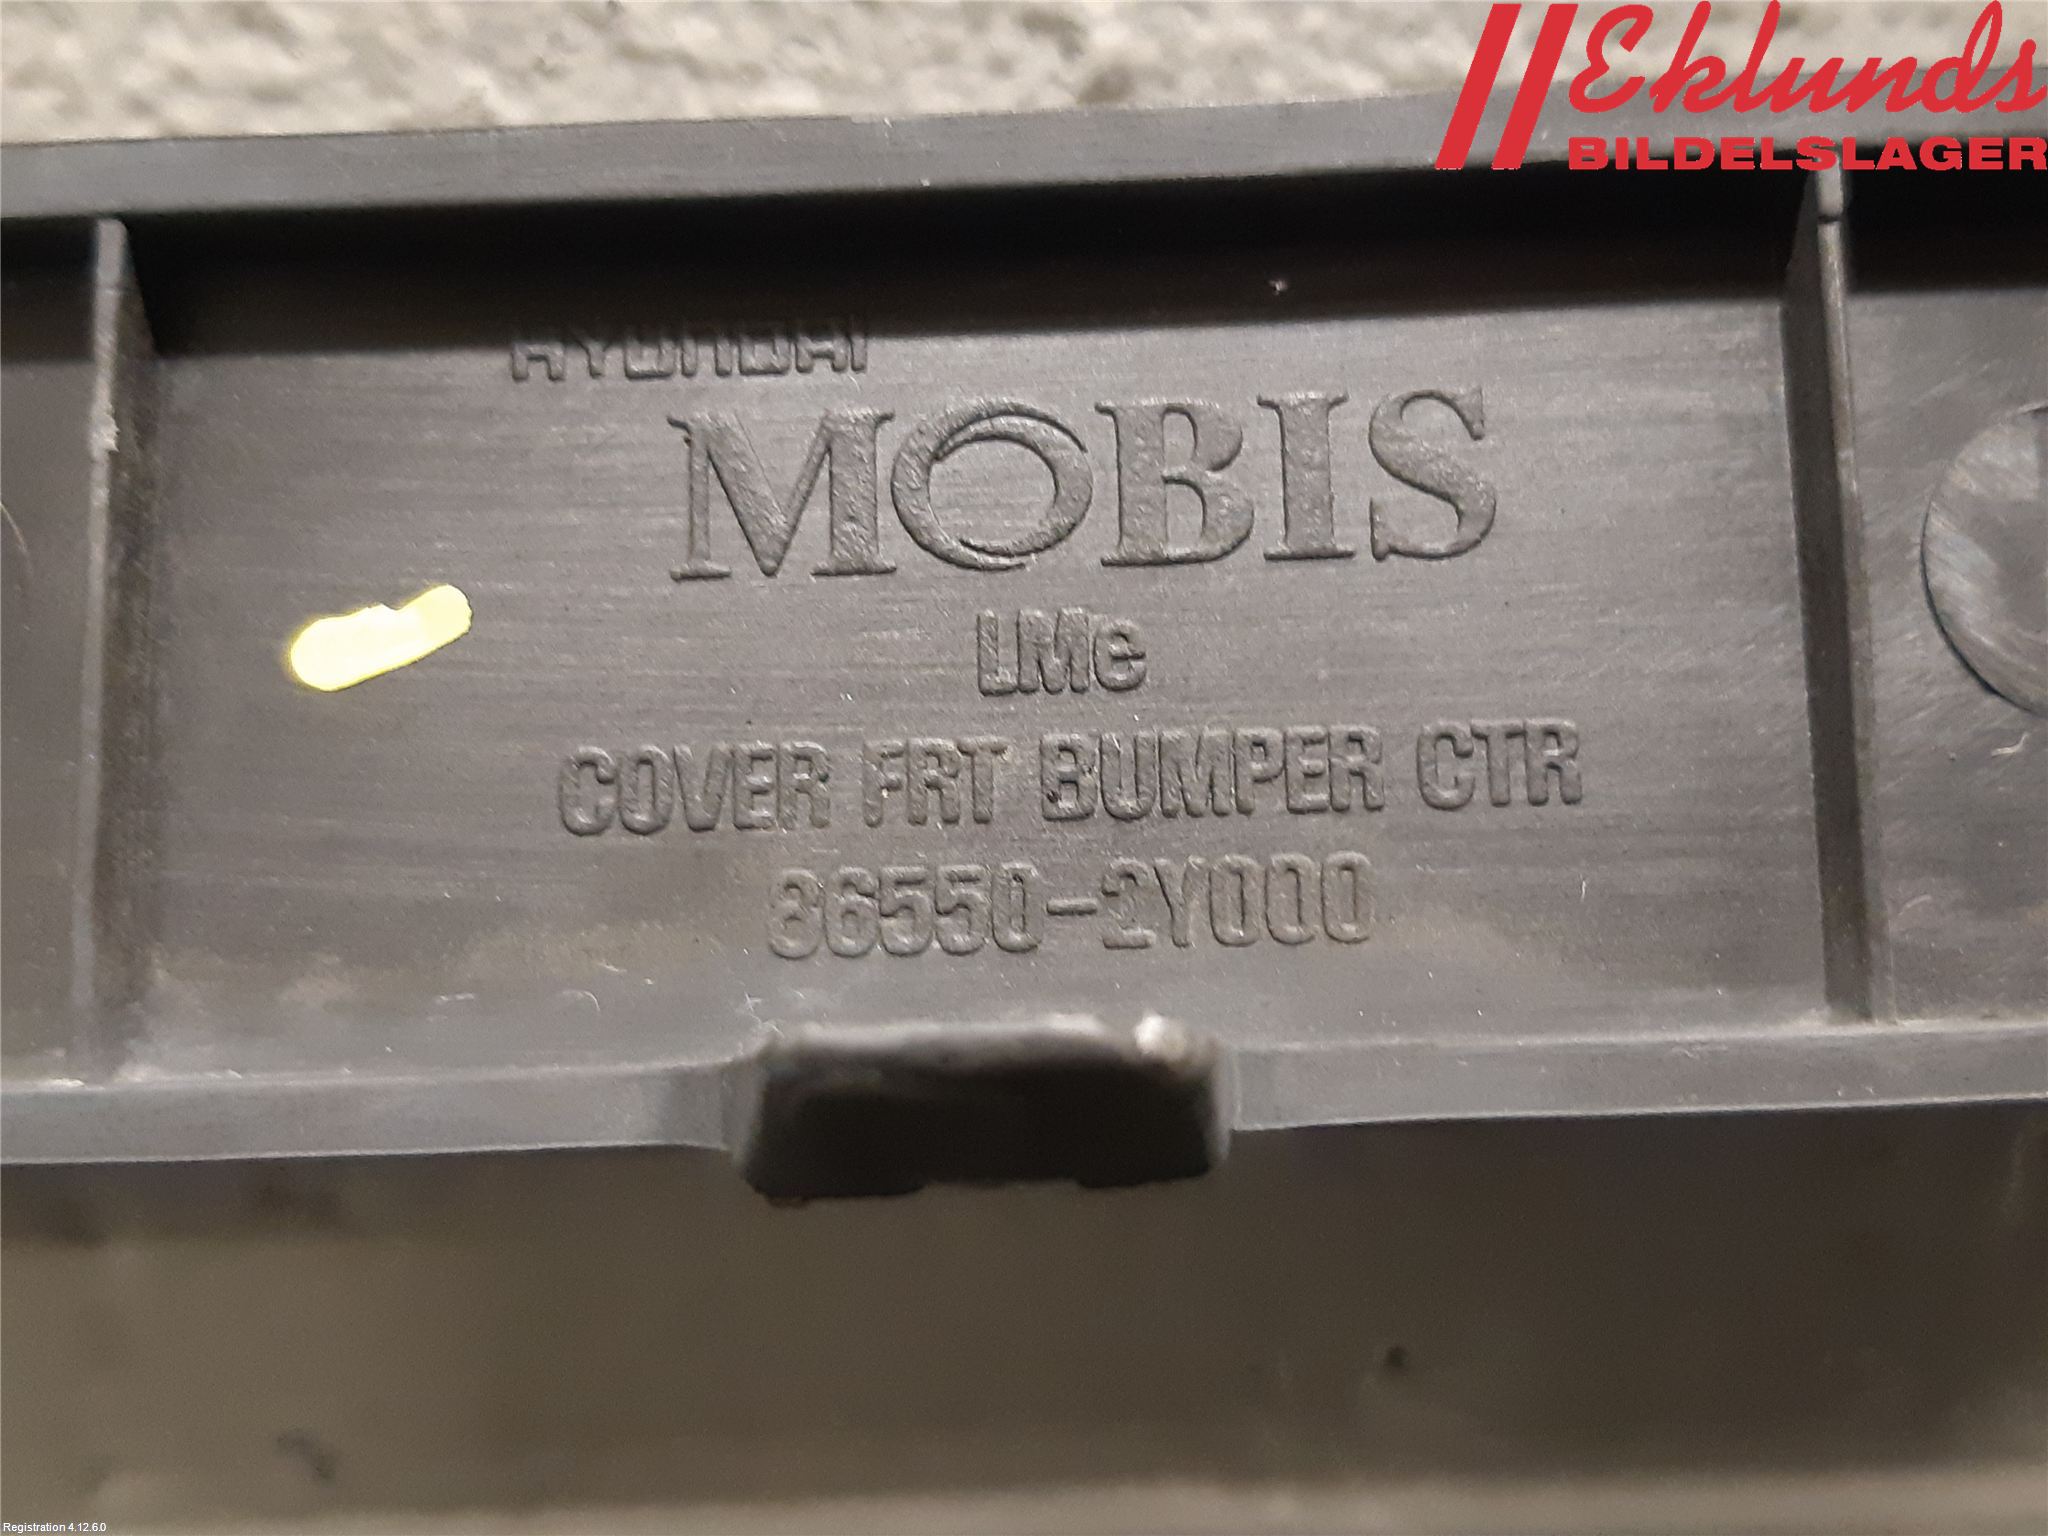 Eklunds
BILDELSLAGER
HYUNDAI
MOBIS
LMe
COVER FRT BUMPER CTR
86550-2Y000
Registration 4.12.6.0